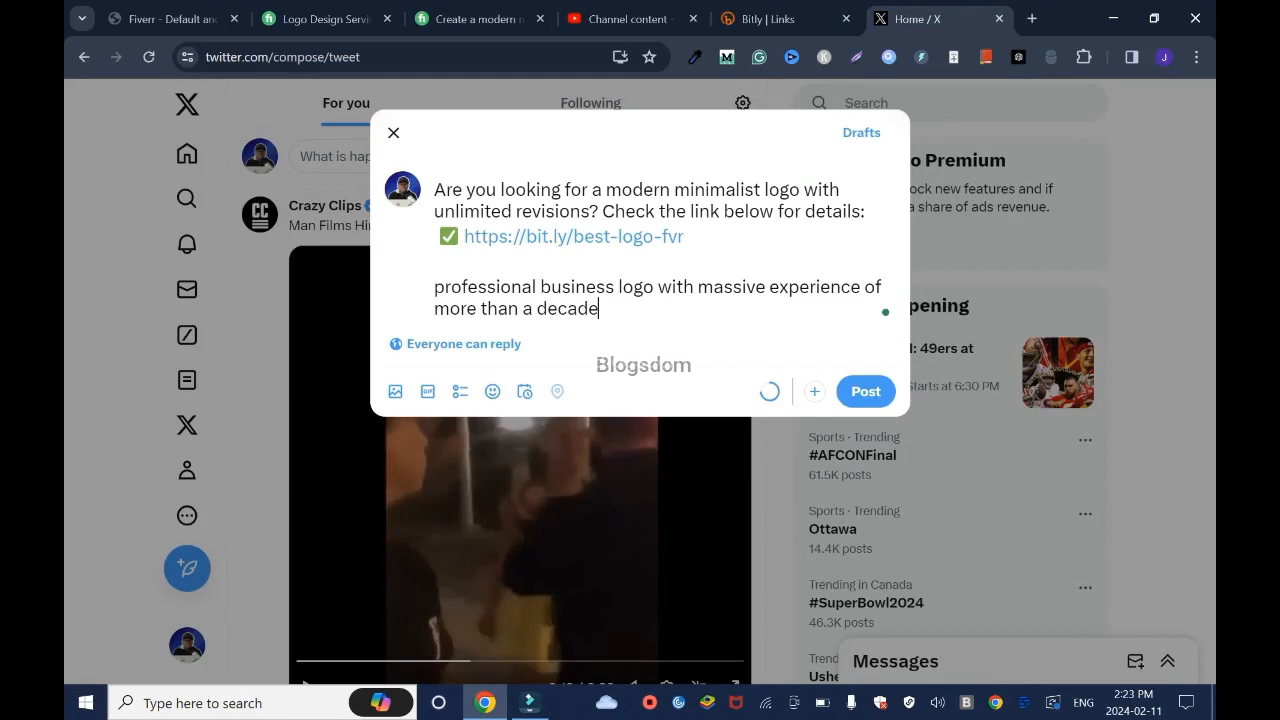 Fiverr - Default and
Logo Design Servi
Create a modern m
Channel content -
Bitly | Links
Home / X
twitter.com/compose/tweet
For you
Following
Search
Drafts
What is hap
o Premium
ock new features and if
a share of ads revenue.
Crazy Clips
Man Films Hi
Are you looking for a modern minimalist logo with
unlimited revisions? Check the link below for details:
✅ https://bit.ly/best-logo-fvr
professional business logo with massive experience of
more than a decade
Everyone can reply
Blogsdom
GIF
Post
pening
: 49ers at
Starts at 6:30 PM
Sports · Trending
#AFCONFinal
61.5K posts
Sports · Trending
Ottawa
14.4K posts
Trending in Canada
#SuperBowl2024
46.3K posts
Trend
Ushe
Messages
Type here to search
ENG
2:23 PM
2024-02-11